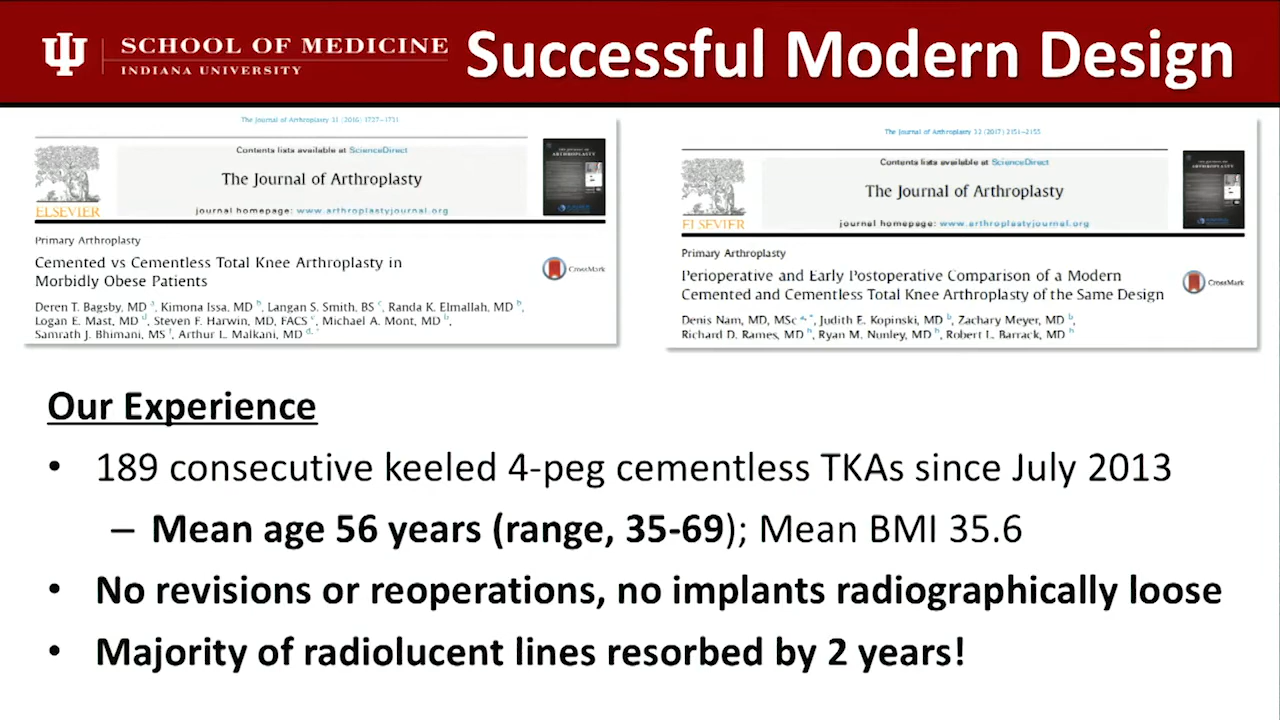 SCHOOL OF MEDICINE
INDIANA UNIVERSITY
Successful Modern Design
The Journal of Arthroplasty 31 (2016) 1727-1731
Contents lists available at ScienceDirect
The Journal of Arthroplasty
journal homepage: www.arthroplastyjournal.org
ELSEVIER
Primary Arthroplasty
Cemented vs Cementless Total Knee Arthroplasty in
Morbidly Obese Patients
CrossMark
Deren T. Bagsby, MD a, Kimona Issa, MD b, Langan S. Smith, BS c, Randa K. Elmallah, MD b,
Logan E. Mast, MD d, Steven F. Harwin, MD, FACS e, Michael A. Mont, MD b,
Samrath J. Bhimani, MS f, Arthur L. Malkani, MD d,
The Journal of Arthroplasty 32 (2017) 2151-2155
Contents lists available at ScienceDirect
The Journal of Arthroplasty
journal homepage: www.arthroplastyjournal.org
ELSEVIER
Primary Arthroplasty
Perioperative and Early Postoperative Comparison of a Modern
Cemented and Cementless Total Knee Arthroplasty of the Same Design
CrossMark
Denis Nam, MD, MSc a, *, Judith E. Kopinski, MD b, Zachary Meyer, MD b,
Richard D. Rames, MD b, Ryan M. Nunley, MD b, Robert L. Barrack, MD b
Our Experience
• 189 consecutive keeled 4-peg cementless TKAs since July 2013
– Mean age 56 years (range, 35-69); Mean BMI 35.6
• No revisions or reoperations, no implants radiographically loose
• Majority of radiolucent lines resorbed by 2 years!